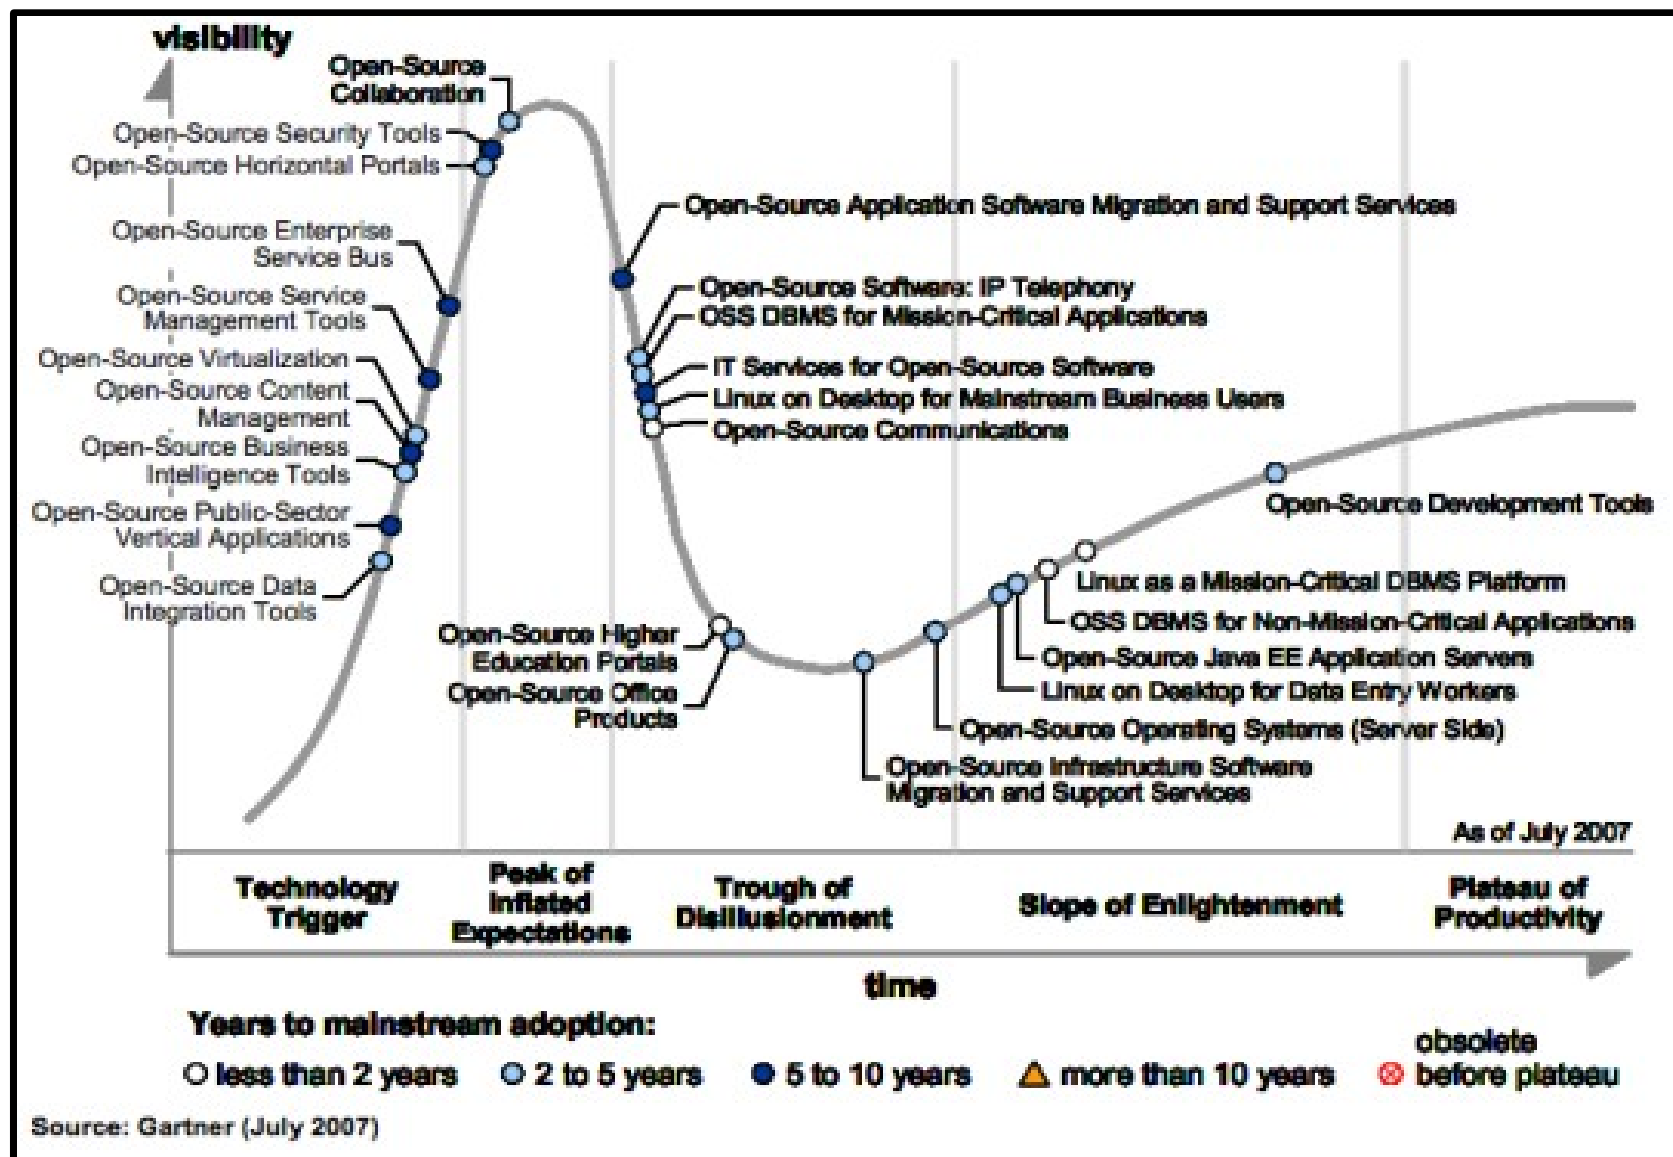 visibility
Open-Source
Collaboration
Open-Source Security Tools
Open-Source Horizontal Portals
Open-Source Enterprise
Service Bus
Open-Source Service
Management Tools
Open-Source Virtualization
Open-Source Content
Management
Open-Source Business
Intelligence Tools
Open-Source Public-Sector
Vertical Applications
Open-Source Data
Integration Tools
Open-Source Application Software Migration and Support Services
Open-Source Software: IP Telephony
OSS DBMS for Mission-Critical Applications
IT Services for Open-Source Software
Linux on Desktop for Mainstream Business Users
Open-Source Communications
Open-Source Higher
Education Portals
Open-Source Office
Products
Open-Source Development Tools
Linux as a Mission-Critical DBMS Platform
OSS DBMS for Non-Mission-Critical Applications
Open-Source Java EE Application Servers
Linux on Desktop for Data Entry Workers
Open-Source Operating Systems (Server Side)
Open-Source Infrastructure Software
Migration and Support Services
As of July 2007
Technology
Trigger
Peak of
Inflated
Expectations
Trough of
Disillusionment
Slope of Enlightenment
Plateau of
Productivity
time
Years to mainstream adoption:
less than 2 years
2 to 5 years
5 to 10 years
more than 10 years
obsolete
before plateau
Source: Gartner (July 2007)